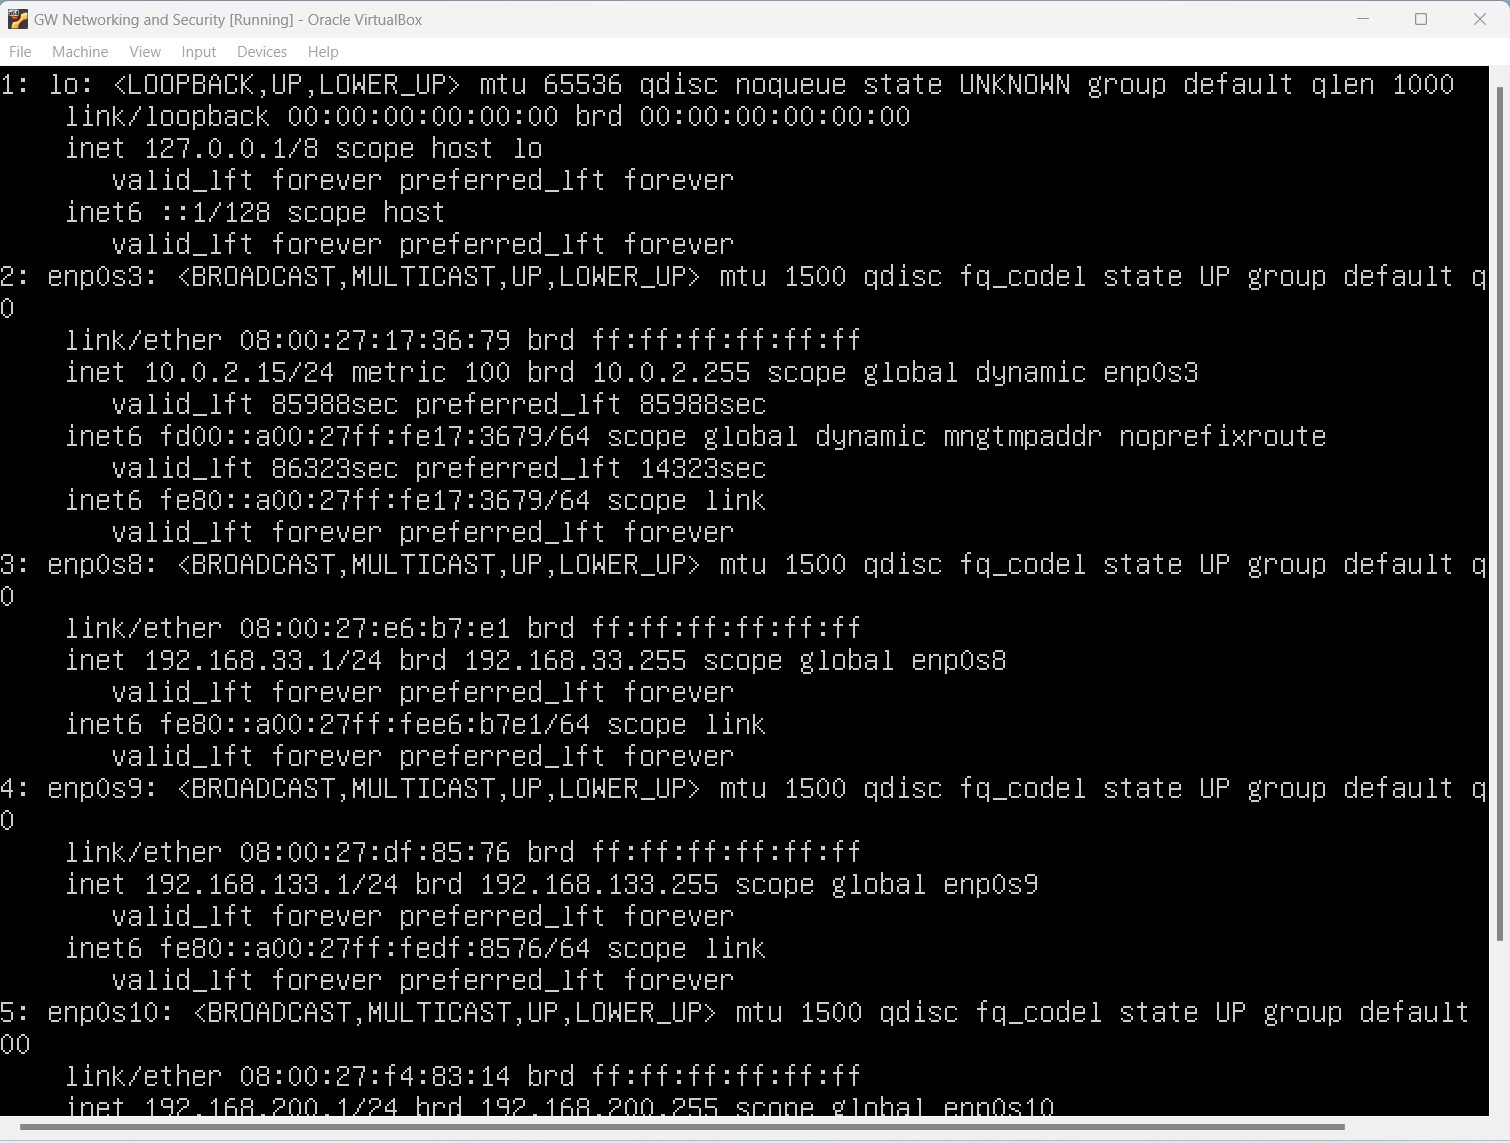 GW Networking and Security [Running] - Oracle VirtualBox
File Machine View Input Devices Help
1: lo: <LOOPBACK,UP,LOWER_UP> mtu 65536 qdisc noqueue state UNKNOWN group default qlen 1000
    link/loopback 00:00:00:00:00:00 brd 00:00:00:00:00:00
    inet 127.0.0.1/8 scope host lo
       valid_lft forever preferred_lft forever
    inet6 ::1/128 scope host
       valid_lft forever preferred_lft forever
2: enp0s3: <BROADCAST,MULTICAST,UP,LOWER_UP> mtu 1500 qdisc fq_codel state UP group default q
0
    link/ether 08:00:27:17:36:79 brd ff:ff:ff:ff:ff:ff
    inet 10.0.2.15/24 metric 100 brd 10.0.2.255 scope global dynamic enp0s3
       valid_lft 85988sec preferred_lft 85988sec
    inet6 fd00::a00:27ff:fe17:3679/64 scope global dynamic mngtmpaddr noprefixroute
       valid_lft 86323sec preferred_lft 14323sec
    inet6 fe80::a00:27ff:fe17:3679/64 scope link
       valid_lft forever preferred_lft forever
3: enp0s8: <BROADCAST,MULTICAST,UP,LOWER_UP> mtu 1500 qdisc fq_codel state UP group default q
0
    link/ether 08:00:27:e6:b7:e1 brd ff:ff:ff:ff:ff:ff
    inet 192.168.33.1/24 brd 192.168.33.255 scope global enp0s8
       valid_lft forever preferred_lft forever
    inet6 fe80::a00:27ff:fee6:b7e1/64 scope link
       valid_lft forever preferred_lft forever
4: enp0s9: <BROADCAST,MULTICAST,UP,LOWER_UP> mtu 1500 qdisc fq_codel state UP group default q
0
    link/ether 08:00:27:df:85:76 brd ff:ff:ff:ff:ff:ff
    inet 192.168.133.1/24 brd 192.168.133.255 scope global enp0s9
       valid_lft forever preferred_lft forever
    inet6 fe80::a00:27ff:fedf:8576/64 scope link
       valid_lft forever preferred_lft forever
5: enp0s10: <BROADCAST,MULTICAST,UP,LOWER_UP> mtu 1500 qdisc fq_codel state UP group default
00
    link/ether 08:00:27:f4:83:14 brd ff:ff:ff:ff:ff:ff
    inet 192.168.200.1/24 brd 192.168.200.255 scope global enp0s10